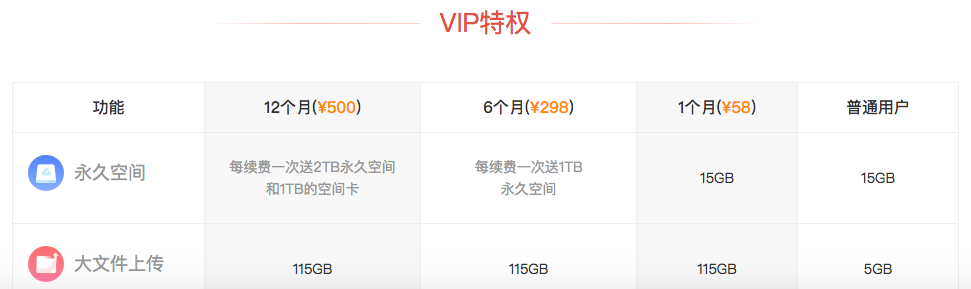 VIP特权
功能
12个月(¥500)
6个月(¥298)
1个月(¥58)
普通用户
永久空间
每续费一次送2TB永久空间
和1TB的空间卡
每续费一次送1TB
永久空间
15GB
15GB
大文件上传
115GB
115GB
115GB
5GB